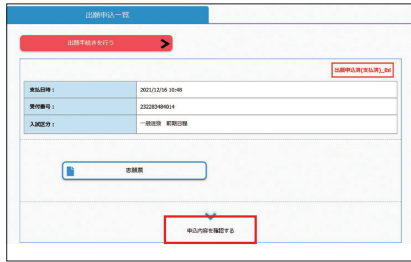 出願申込一覧
出願手続きを行う
出願申込済(支払済)_Bil
支払日時： 2021/12/16 10:48
受付番号： 232283484014
入試区分： 一般選抜 前期日程
志願票
申込内容を確認する